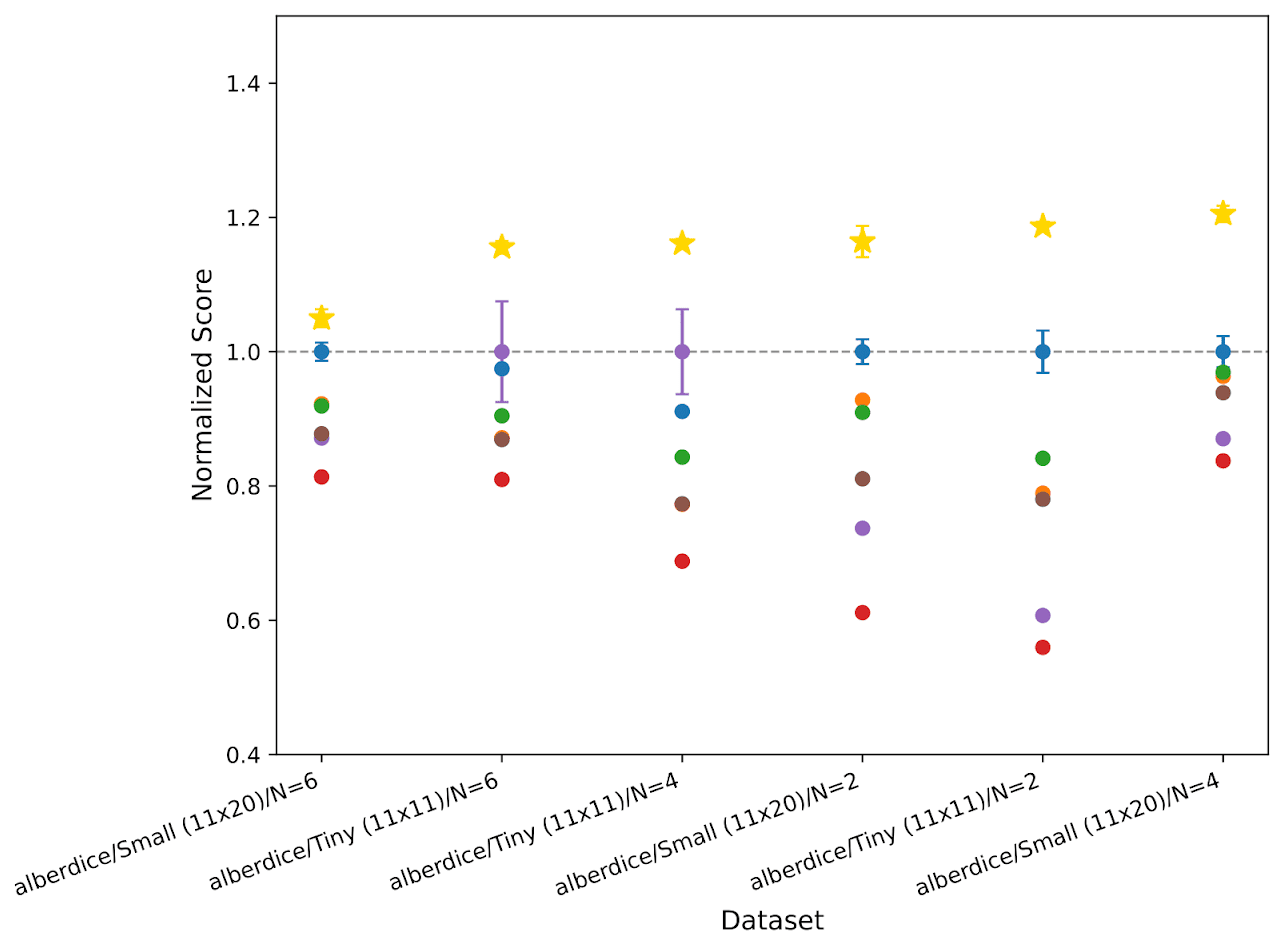 1.4
1.2
1.0
0.8
0.6
0.4
Normalized Score
alberdice/Small (11x20)/N=6
alberdice/Tiny (11x11)/N=6
alberdice/Tiny (11x11)/N=4
alberdice/Small (11x20)/N=2
alberdice/Tiny (11x11)/N=2
alberdice/Small (11x20)/N=4
Dataset